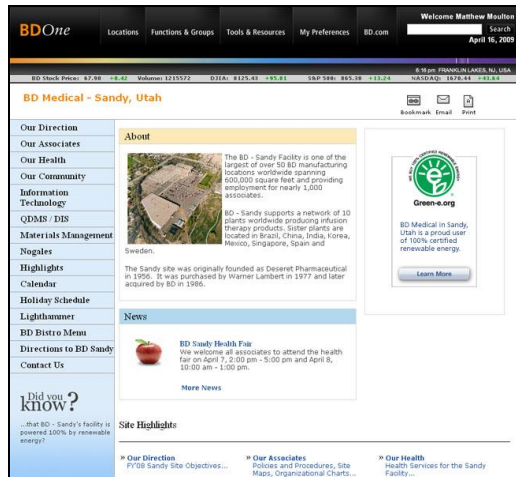 Welcome Matthew Moulton
BDOne
Locations Functions & Groups Tools & Resources My Preferences BD.com
Search
April 16, 2009
6:16 pm FRANKLIN LAKES, NJ, USA
BD Stock Price: 67.90 +0.42 Volume: 1215572 DJIA: 8125.43 +95.81 S&P 500: 865.30 +13.24 NASDAQ: 1670.44 +43.64
BD Medical - Sandy, Utah
Bookmark Email Print
Our Direction
Our Associates
Our Health
Our Community
Information
Technology
QDMS / DIS
Materials Management
Nogales
Highlights
Calendar
Holiday Schedule
Lighthammer
BD Bistro Menu
Directions to BD Sandy
Contact Us
Did you
know?
...that BD - Sandy's facility is
powered 100% by renewable
energy?
About
The BD - Sandy Facility is one of the
largest of over 50 BD manufacturing
locations worldwide spanning
600,000 square feet and providing
employment for nearly 1,000
associates.
BD - Sandy supports a network of 10
plants worldwide producing infusion
therapy products. Sister plants are
located in Brazil, China, India, Korea,
Mexico, Singapore, Spain and
Sweden.
The Sandy site was originally founded as Deseret Pharmaceutical
in 1956. It was purchased by Warner Lambert in 1977 and later
acquired by BD in 1986.
Green-e.org
BD Medical in Sandy,
Utah is a proud user
of 100% certified
renewable energy.
Learn More
News
BD Sandy Health Fair
We welcome all associates to attend the health
fair on April 7, 2:00 pm - 5:00 pm and April 8,
10:00 am - 1:00 pm.
More News
Site Highlights
» Our Direction
FY'08 Sandy Site Objectives...
» Our Associates
Policies and Procedures, Site
Maps, Organizational Charts...
» Our Health
Health Services for the Sandy
Facility...